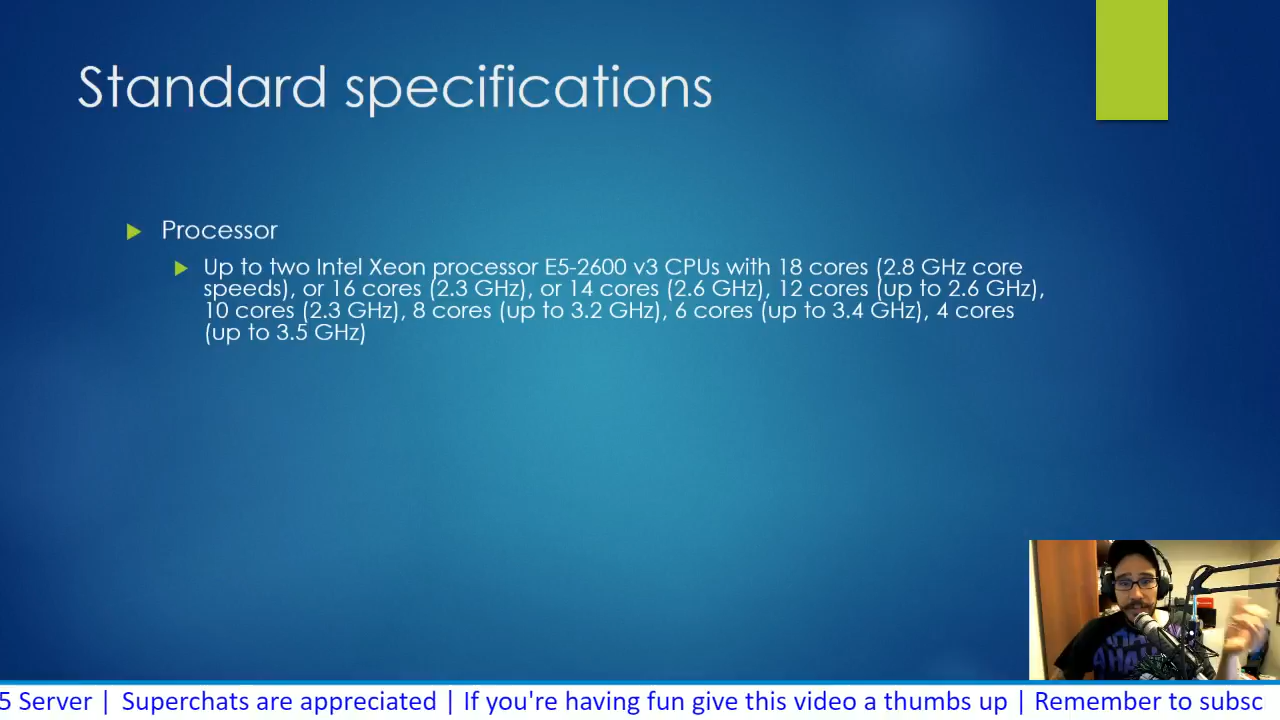 Standard specifications
Processor
Up to two Intel Xeon processor E5-2600 v3 CPUs with 18 cores (2.8 GHz core
speeds), or 16 cores (2.3 GHz), or 14 cores (2.6 GHz), 12 cores (up to 2.6 GHz),
10 cores (2.3 GHz), 8 cores (up to 3.2 GHz), 6 cores (up to 3.4 GHz), 4 cores
(up to 3.5 GHz)
5 Server | Superchats are appreciated | If you're having fun give this video a thumbs up | Remember to subsc